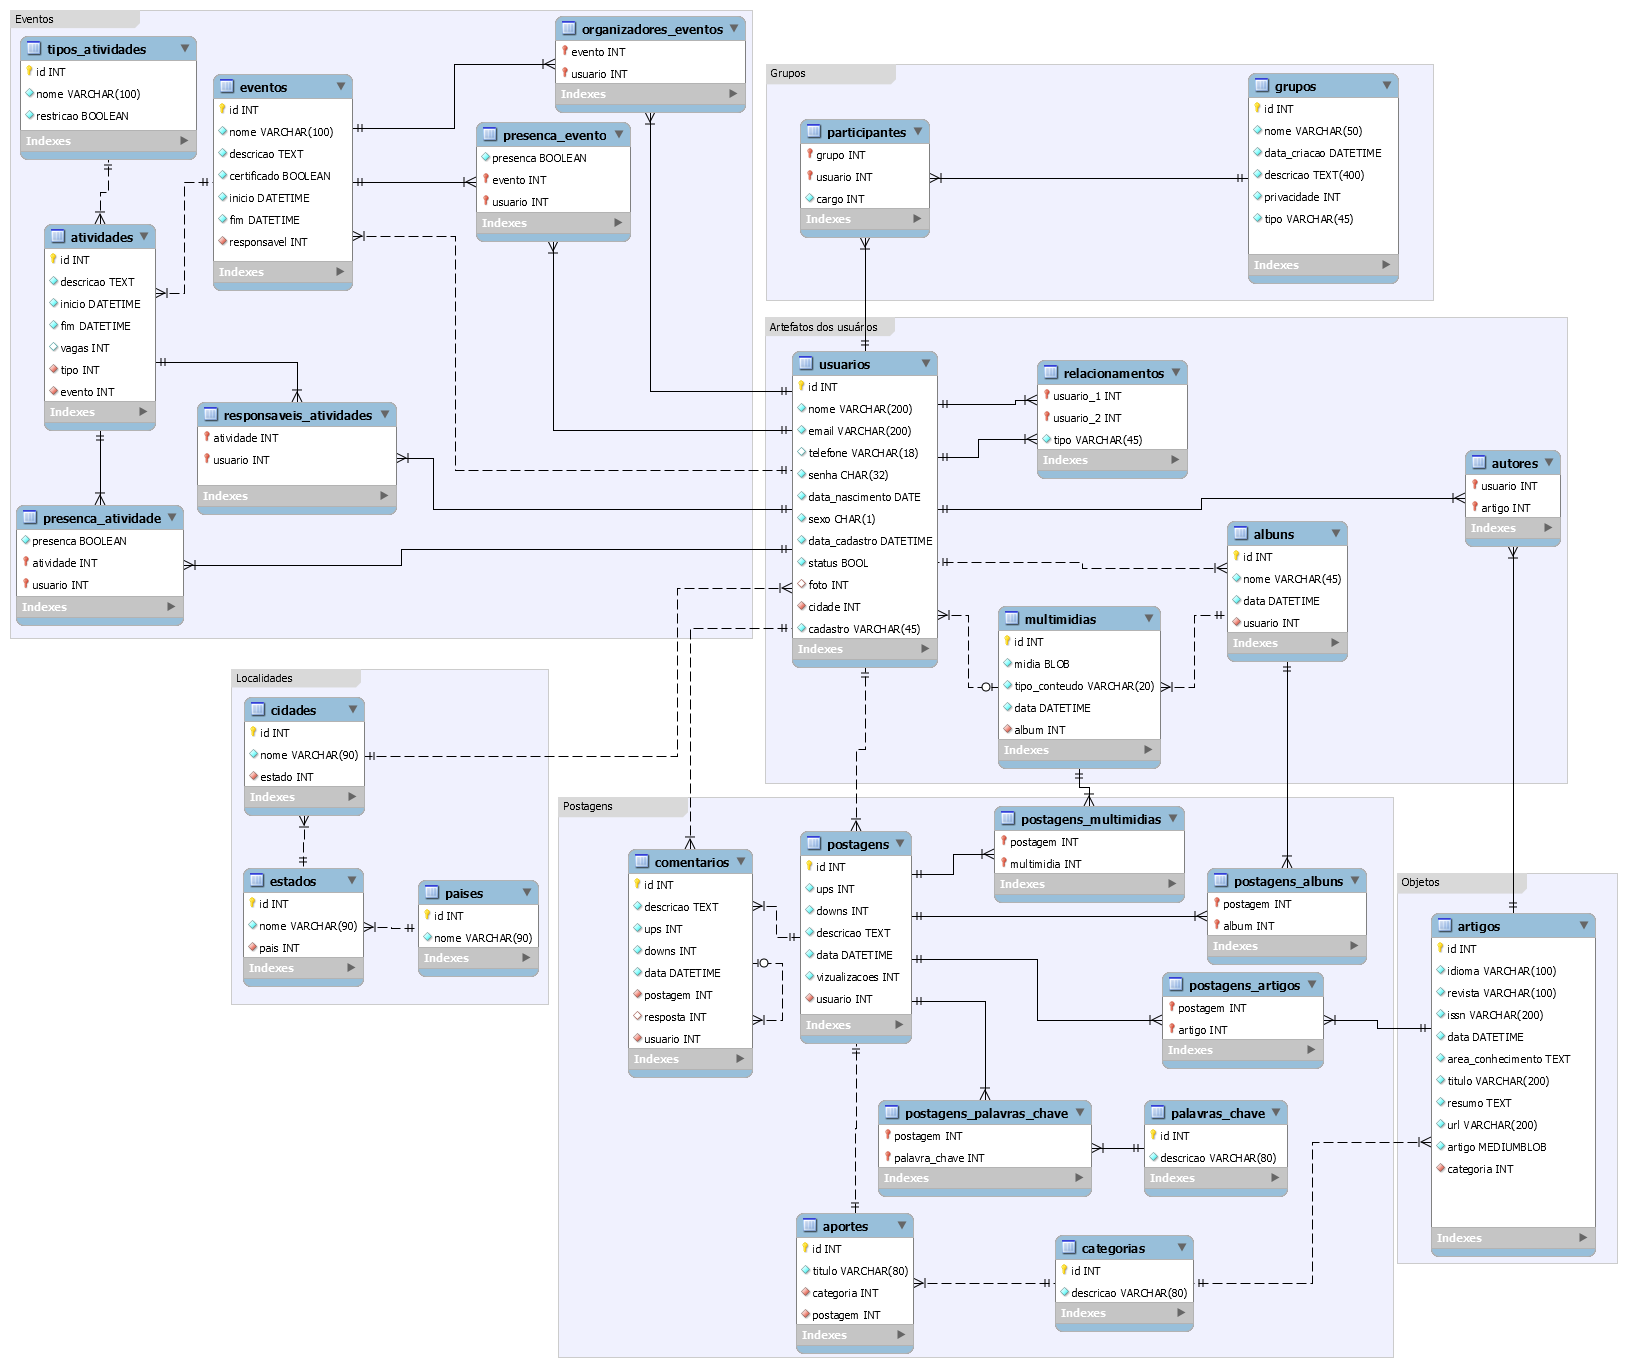 Eventos
tipos_atividades
id INT
nome VARCHAR(100)
restricao BOOLEAN
Indexes
eventos
id INT
nome VARCHAR(100)
descricao TEXT
certificado BOOLEAN
inicio DATETIME
fim DATETIME
responsavel INT
Indexes
organizadores_eventos
evento INT
usuario INT
Indexes
presenca_evento
presenca BOOLEAN
evento INT
usuario INT
Indexes
atividades
id INT
descricao TEXT
inicio DATETIME
fim DATETIME
vagas INT
tipo INT
evento INT
Indexes
responsaveis_atividades
atividade INT
usuario INT
Indexes
presenca_atividade
presenca BOOLEAN
atividade INT
usuario INT
Indexes
Grupos
participantes
grupo INT
usuario INT
cargo INT
Indexes
grupos
id INT
nome VARCHAR(50)
data_criacao DATETIME
descricao TEXT(400)
privacidade INT
tipo VARCHAR(45)
Indexes
Artefatos dos usuários
usuarios
id INT
nome VARCHAR(200)
email VARCHAR(200)
telefone VARCHAR(18)
senha CHAR(32)
data_nascimento DATE
sexo CHAR(1)
data_cadastro DATETIME
status BOOL
foto INT
cidade INT
cadastro VARCHAR(45)
Indexes
relacionamentos
usuario_1 INT
usuario_2 INT
tipo VARCHAR(45)
Indexes
autores
usuario INT
artigo INT
Indexes
albuns
id INT
nome VARCHAR(45)
data DATETIME
usuario INT
Indexes
multimidias
id INT
midia BLOB
tipo_conteudo VARCHAR(20)
data DATETIME
album INT
Indexes
Localidades
cidades
id INT
nome VARCHAR(90)
estado INT
Indexes
estados
id INT
nome VARCHAR(90)
pais INT
Indexes
paises
id INT
nome VARCHAR(90)
Indexes
Postagens
comentarios
id INT
descricao TEXT
ups INT
downs INT
data DATETIME
postagem INT
resposta INT
usuario INT
Indexes
postagens
id INT
ups INT
downs INT
descricao TEXT
data DATETIME
vizualizacoes INT
usuario INT
Indexes
postagens_multimidias
postagem INT
multimidia INT
Indexes
postagens_albuns
postagem INT
album INT
Indexes
postagens_artigos
postagem INT
artigo INT
Indexes
postagens_palavras_chave
postagem INT
palavra_chave INT
Indexes
palavras_chave
id INT
descricao VARCHAR(80)
Indexes
aportes
id INT
titulo VARCHAR(80)
categoria INT
postagem INT
Indexes
categorias
id INT
descricao VARCHAR(80)
Indexes
Objetos
artigos
id INT
idioma VARCHAR(100)
revista VARCHAR(100)
issn VARCHAR(200)
data DATETIME
area_conhecimento TEXT
titulo VARCHAR(200)
resumo TEXT
url VARCHAR(200)
artigo MEDIUMBLOB
categoria INT
Indexes